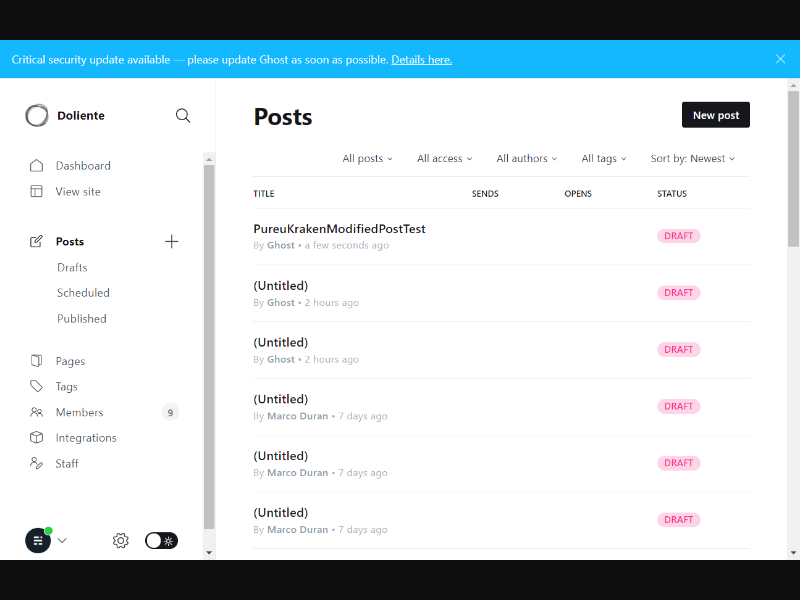 Critical security update available — please update Ghost as soon as possible. Details here.
Doliente
Dashboard
View site
Posts
Drafts
Scheduled
Published
Pages
Tags
Members 9
Integrations
Staff
Posts
New post
All posts All access All authors All tags Sort by: Newest
TITLE SENDS OPENS STATUS
PureuKrakenModifiedPostTest
By Ghost • a few seconds ago
DRAFT
(Untitled)
By Ghost • 2 hours ago
DRAFT
(Untitled)
By Ghost • 2 hours ago
DRAFT
(Untitled)
By Marco Duran • 7 days ago
DRAFT
(Untitled)
By Marco Duran • 7 days ago
DRAFT
(Untitled)
By Marco Duran • 7 days ago
DRAFT